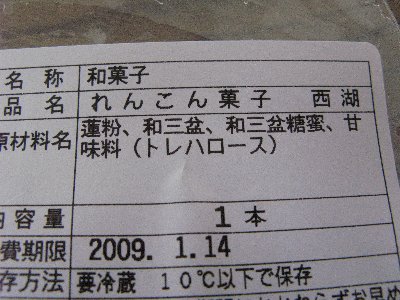 名 称 和菓子
品 名 れんこん菓子 西湖
原材料名 蓮粉、和三盆、和三盆糖蜜、甘
味料(トレハロース)
内容量 1本
費期限 2009. 1.14
存方法 要冷蔵 10℃以下で保存